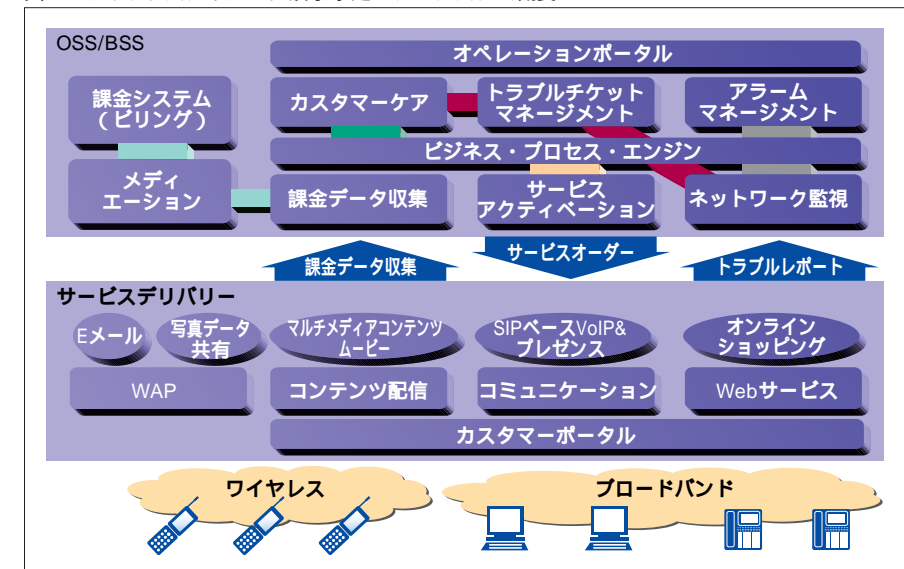 OSS/BSS
オペレーションポータル
課金システム
（ビリング）
カスタマーケア
トラブルチケット
マネージメント
アラーム
マネージメント
ビジネス・プロセス・エンジン
メディ
エーション
課金データ収集
サービス
アクティベーション
ネットワーク監視
課金データ収集
サービスオーダー
トラブルレポート
サービスデリバリー
Eメール
写真データ
共有
マルチメディアコンテンツ
ムービー
SIPベースVoIP&
プレゼンス
オンライン
ショッピング
WAP
コンテンツ配信
コミュニケーション
Webサービス
カスタマーポータル
ワイヤレス
ブロードバンド